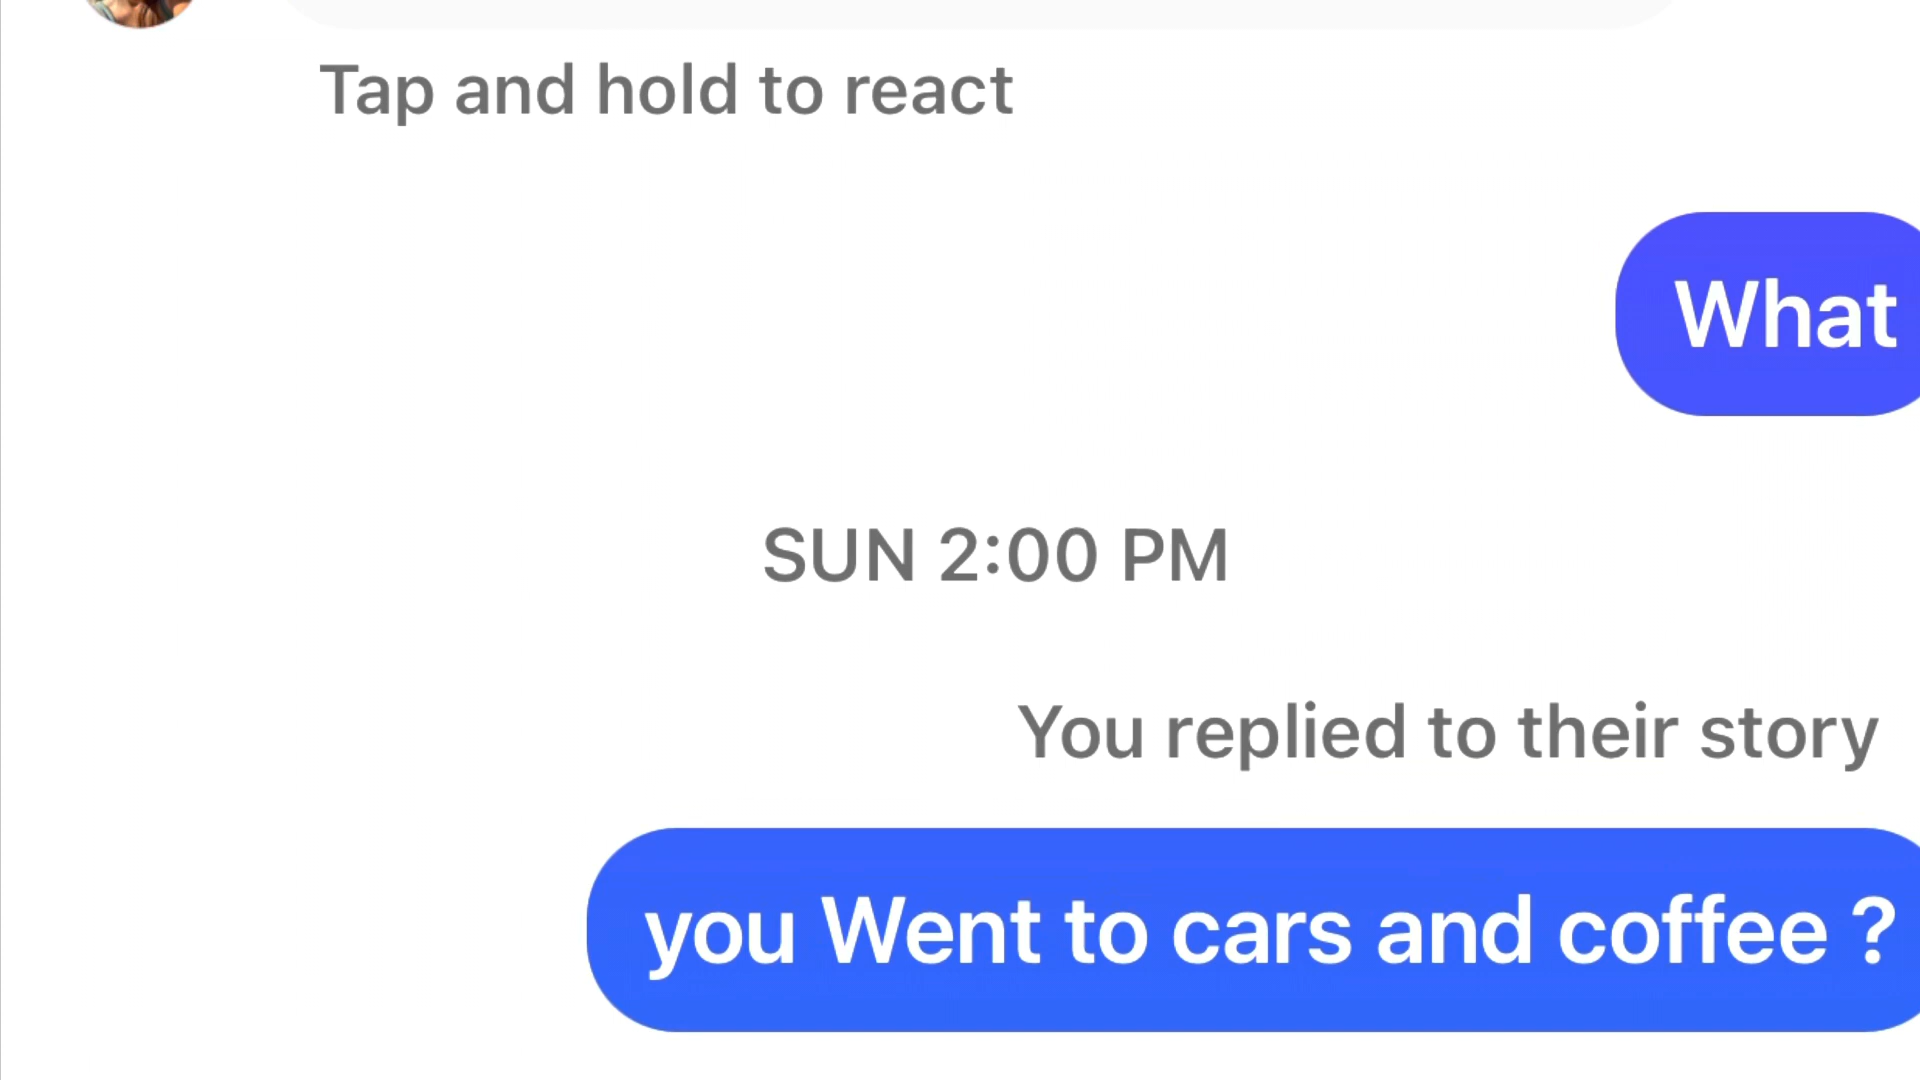 Tap and hold to react
What
SUN 2:00 PM
You replied to their story
you Went to cars and coffee ?